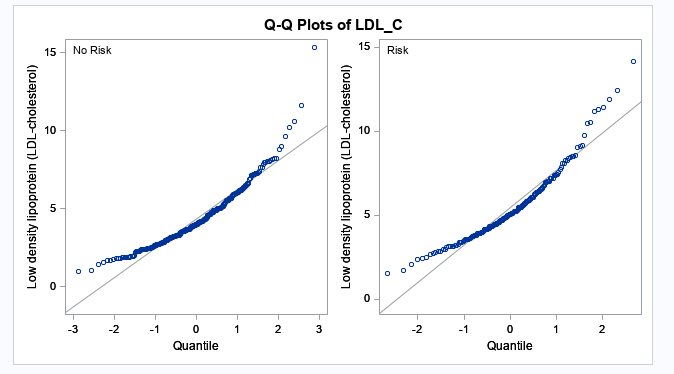 Q-Q Plots of LDL_C
Low density lipoprotein (LDL-cholesterol)
No Risk
15
10
5
0
-3 -2 -1 0 1 2 3
Quantile
Low density lipoprotein (LDL-cholesterol)
Risk
15
10
5
0
-2 -1 0 1 2
Quantile